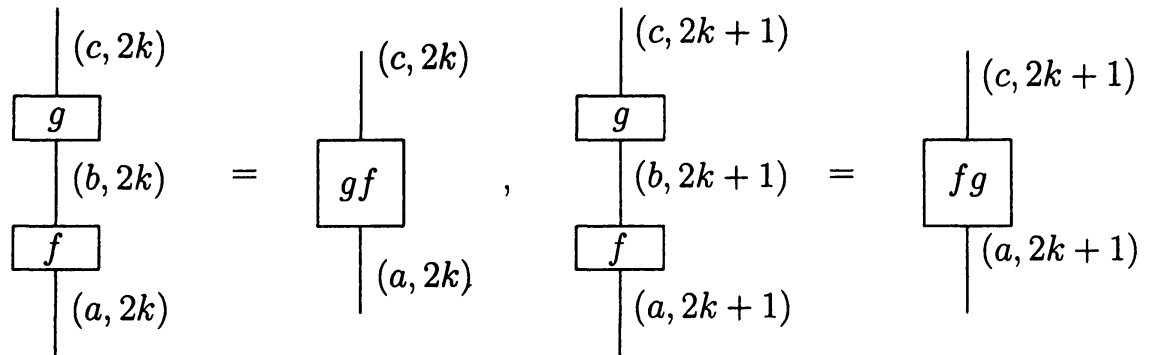 (c, 2k)
g
(b, 2k)
f
(a, 2k)
=
(c, 2k)
gf
(a, 2k)
,
(c, 2k + 1)
g
(b, 2k + 1)
f
(a, 2k + 1)
=
(c, 2k + 1)
fg
(a, 2k + 1)